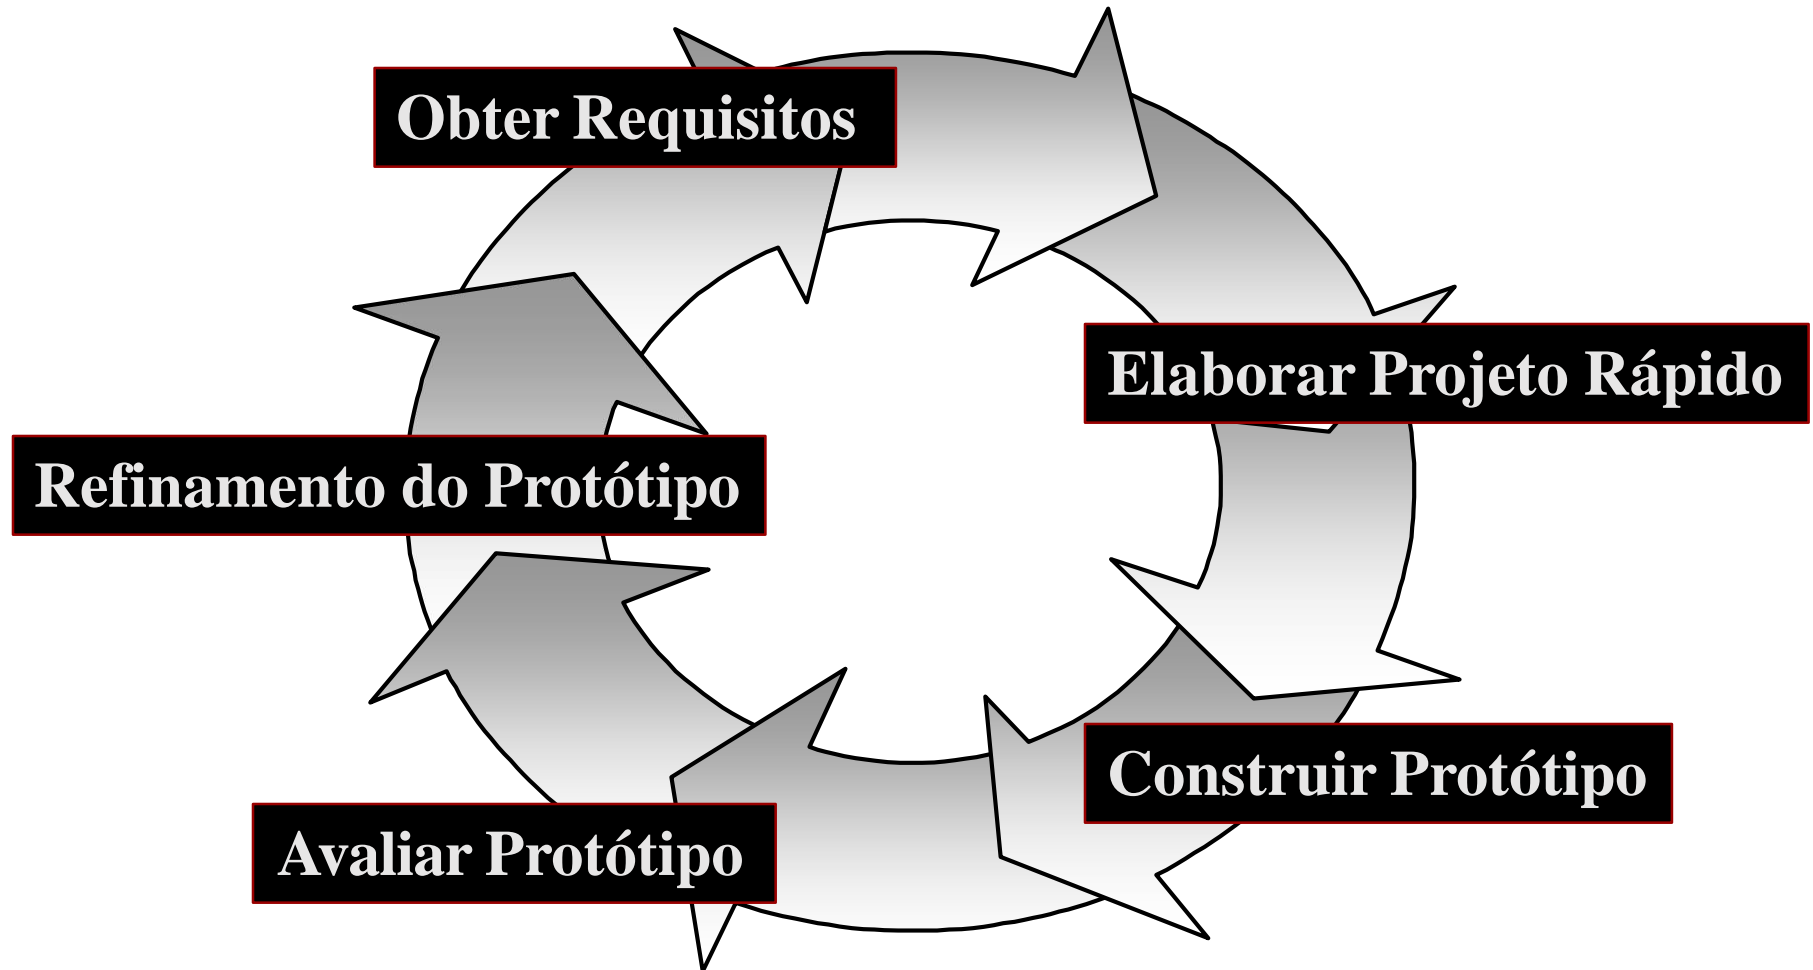 Obter Requisitos
Elaborar Projeto Rápido
Refinamento do Protótipo
Construir Protótipo
Avaliar Protótipo